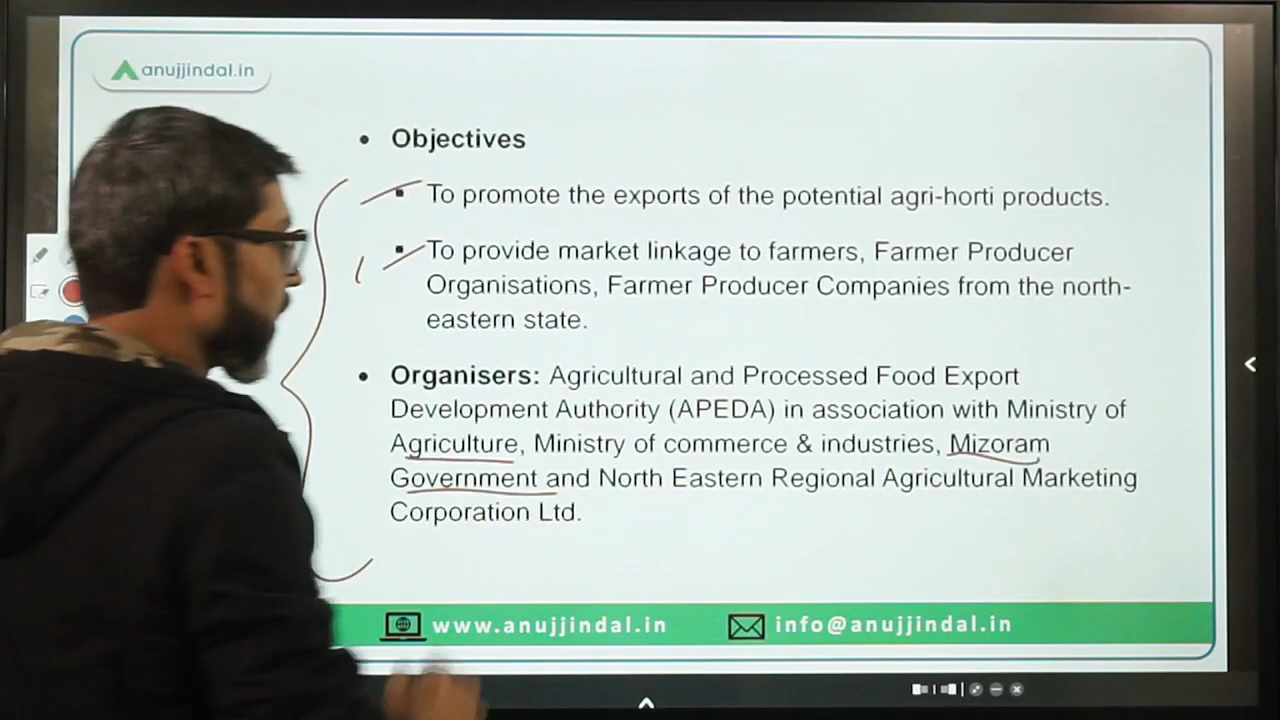 anujjindal.in
• Objectives
▪ To promote the exports of the potential agri-horti products.
▪ To provide market linkage to farmers, Farmer Producer
Organisations, Farmer Producer Companies from the north-
eastern state.
• Organisers: Agricultural and Processed Food Export
Development Authority (APEDA) in association with Ministry of
Agriculture, Ministry of commerce & industries, Mizoram
Government and North Eastern Regional Agricultural Marketing
Corporation Ltd.
www.anujjindal.in
info@anujjindal.in